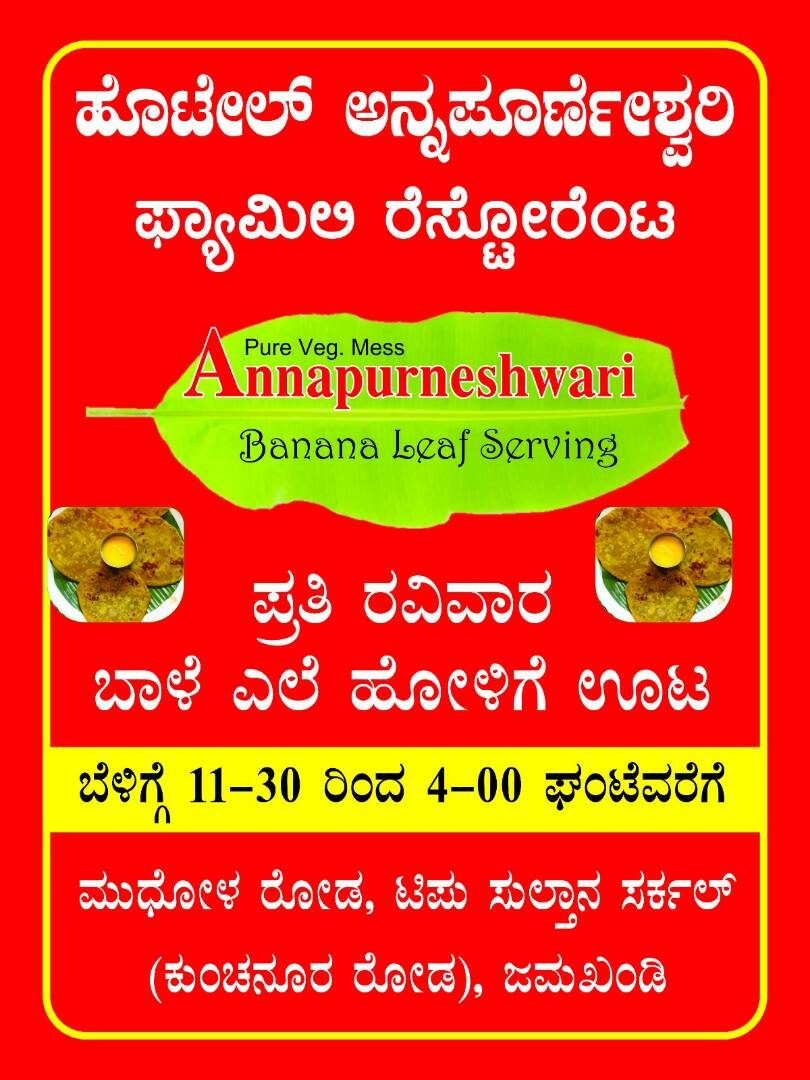 ಹೊಟೇಲ್ ಅನ್ನಪೂರ್ಣೇಶ್ವರಿ
ಫ್ಯಾಮಿಲಿ ರೆಸ್ಟೋರೆಂಟ
Pure Veg. Mess
Annapurneshwari
Banana Leaf Serving
ಪ್ರತಿ ರವಿವಾರ
ಬಾಳೆ ಎಲೆ ಹೋಳಿಗೆ ಊಟ
ಬೆಳಿಗ್ಗೆ 11-30 ರಿಂದ 4-00 ಘಂಟೆವರೆಗೆ
ಮುಧೋಳ ರೋಡ, ಟಿಪು ಸುಲ್ತಾನ ಸರ್ಕಲ್
(ಕುಂಚನೂರ ರೋಡ), ಜಮಖಂಡಿ